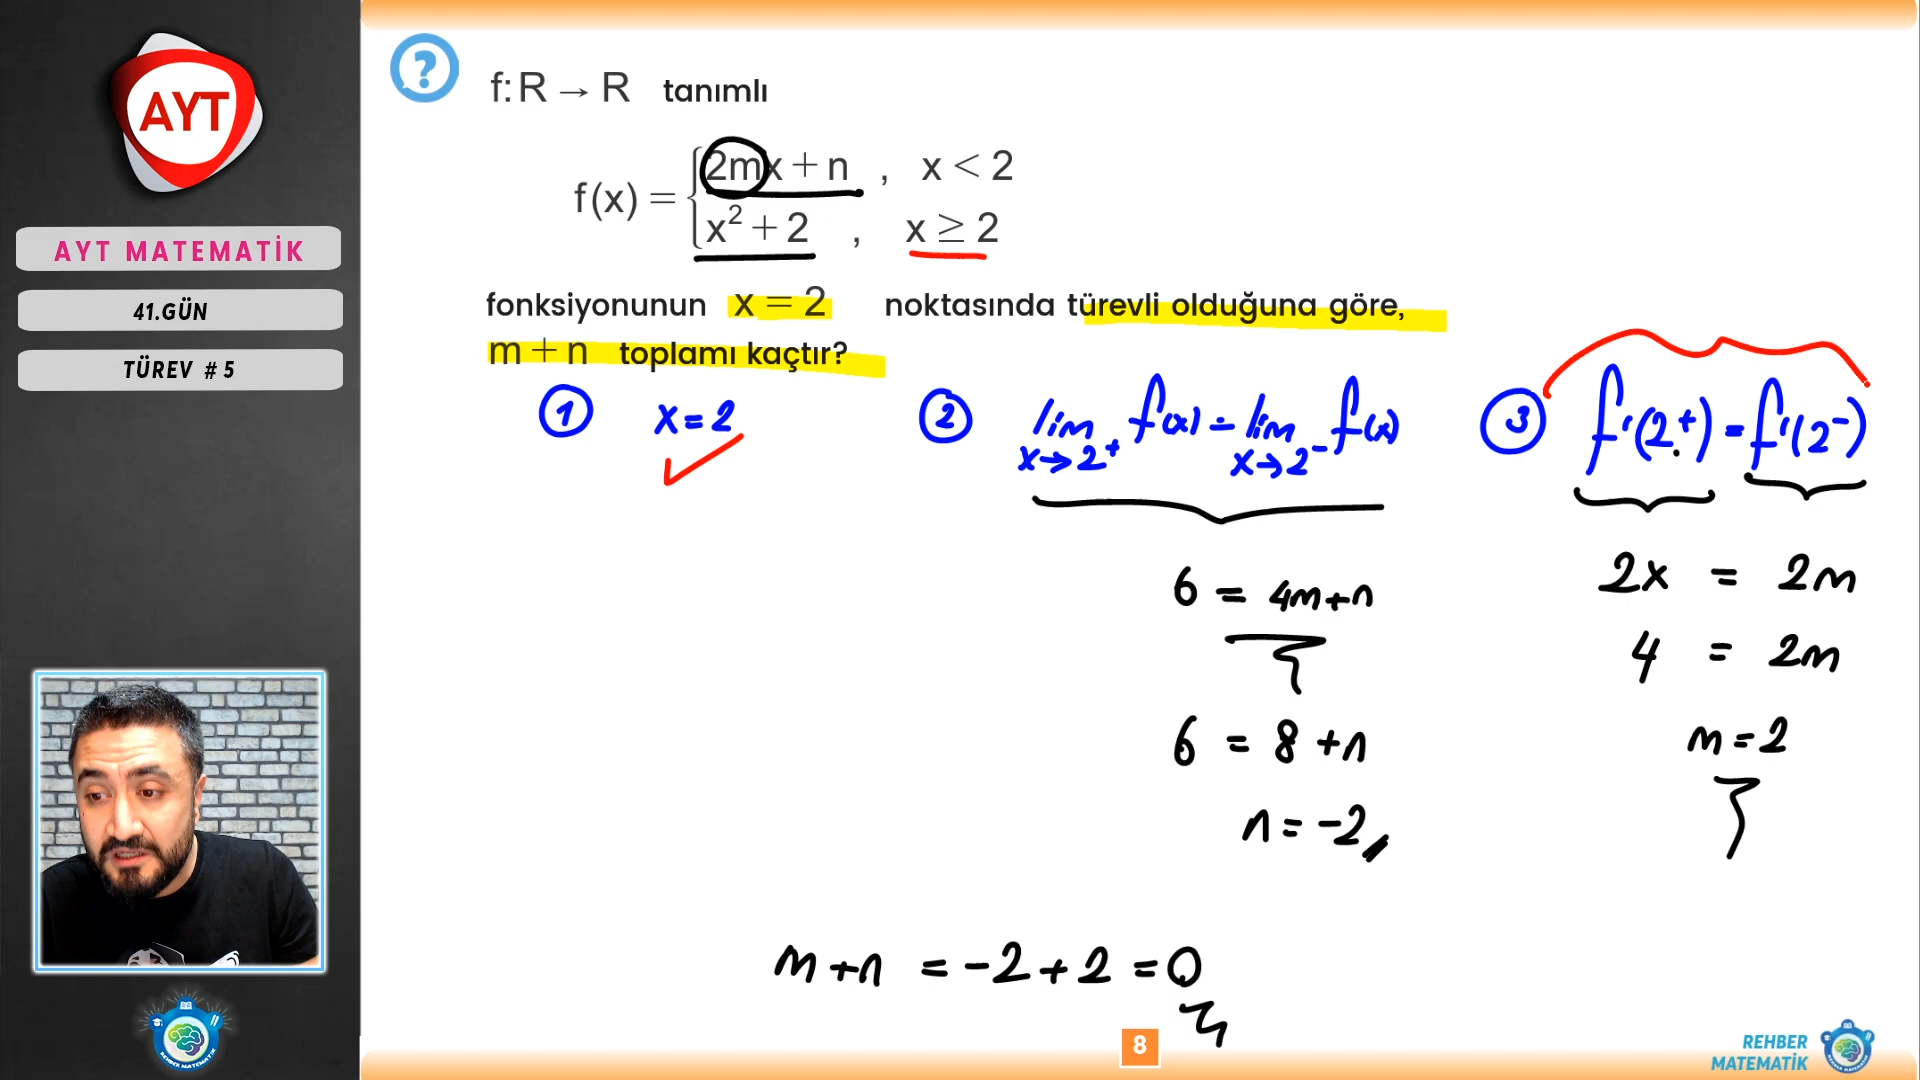 AYT
AYT MATEMATİK
41.GÜN
TÜREV # 5
?
f: R → R tanımlı
f(x) = { 2mx + n , x < 2
x² + 2 , x ≥ 2
fonksiyonunun x = 2 noktasında türevli olduğuna göre,
m + n toplamı kaçtır?
① x = 2
② lim x→2⁺ f(x) = lim x→2⁻ f(x)
6 = 4m+n
6 = 8 + n
n = -2
③ f'(2⁺) = f'(2⁻)
2x = 2m
4 = 2m
m = 2
m + n = -2 + 2 = 0
8
REHBER MATEMATİK
REHBER
MATEMATİK